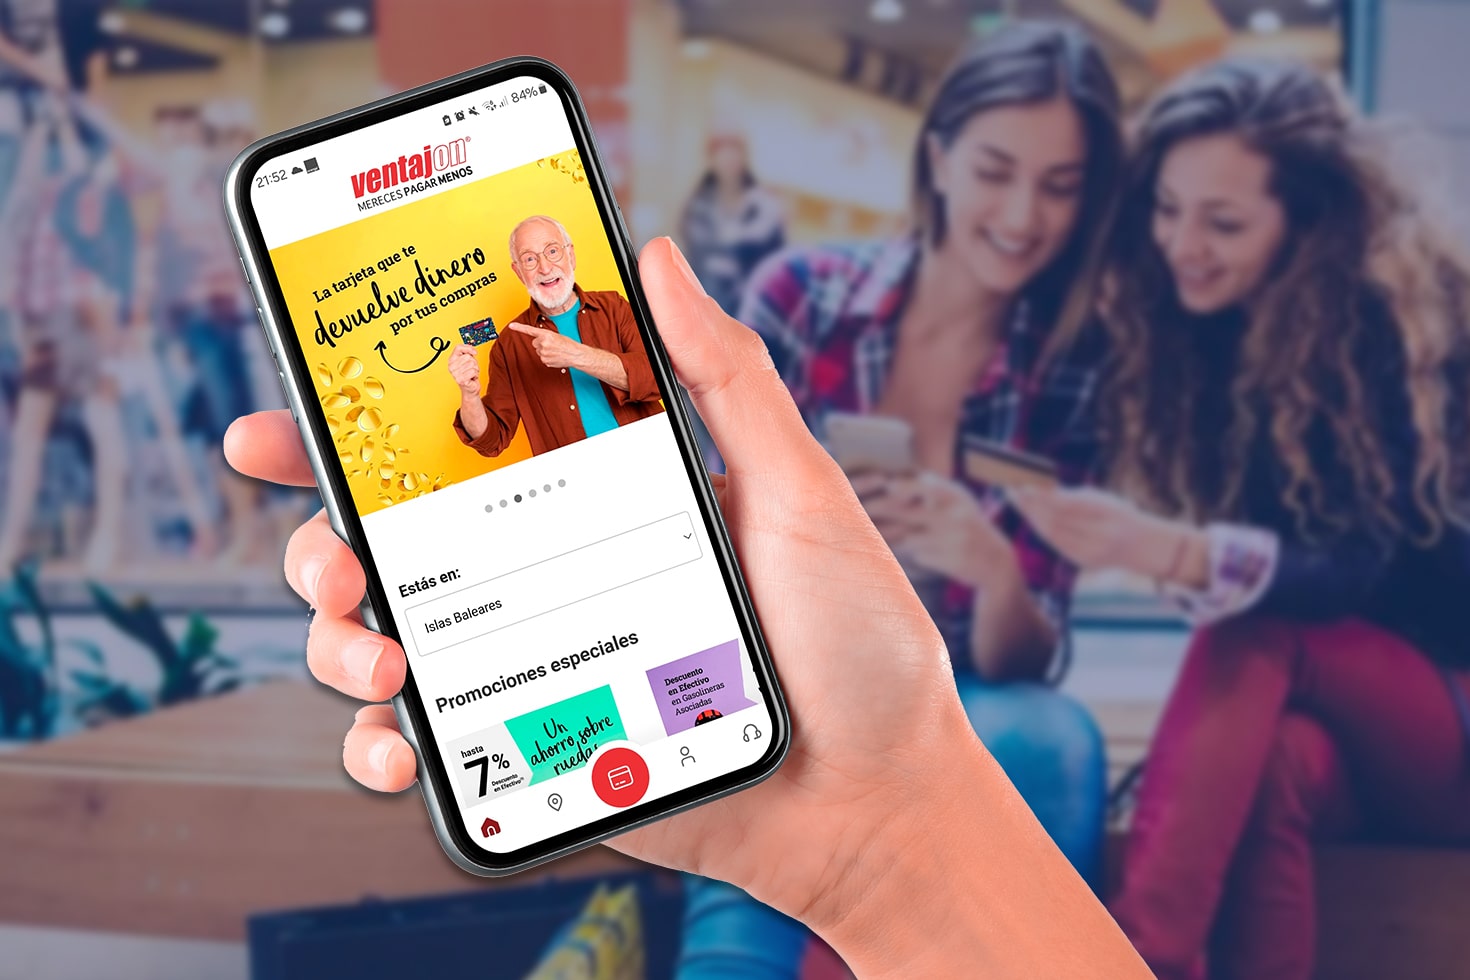 21:52
84%
ventajon®
MERECES PAGAR MENOS
La tarjeta que te
devuelve dinero
por tus compras
Estás en:
Islas Baleares
Promociones especiales
hasta
7%
Descuento
en Efectivo
Un
ahorro sobre
ruedas
Descuento
en Efectivo
en Gasolineras
Asociadas